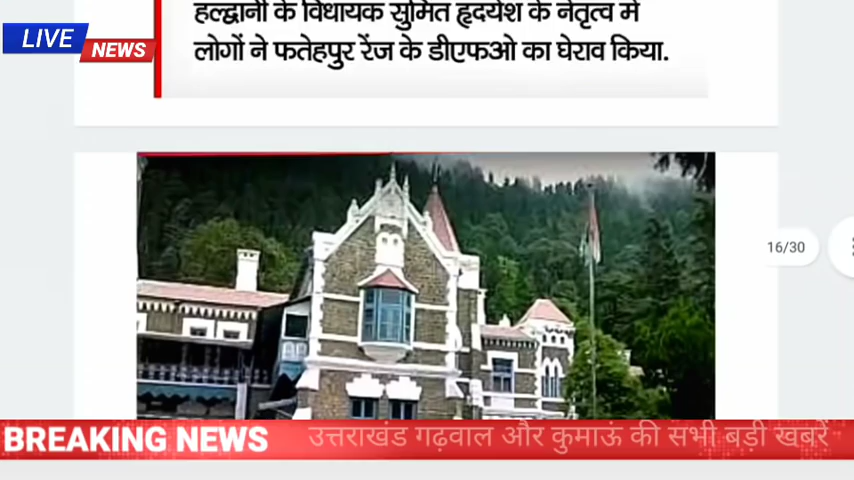 हल्द्वानी के विधायक सुमित हृदयेश के नेतृत्व में
लोगों ने फतेहपुर रेंज के डीएफओ का घेराव किया.
LIVE
NEWS
16/30
BREAKING NEWS
उत्तराखंड गढ़वाल और कुमाऊं की सभी बड़ी खबरें